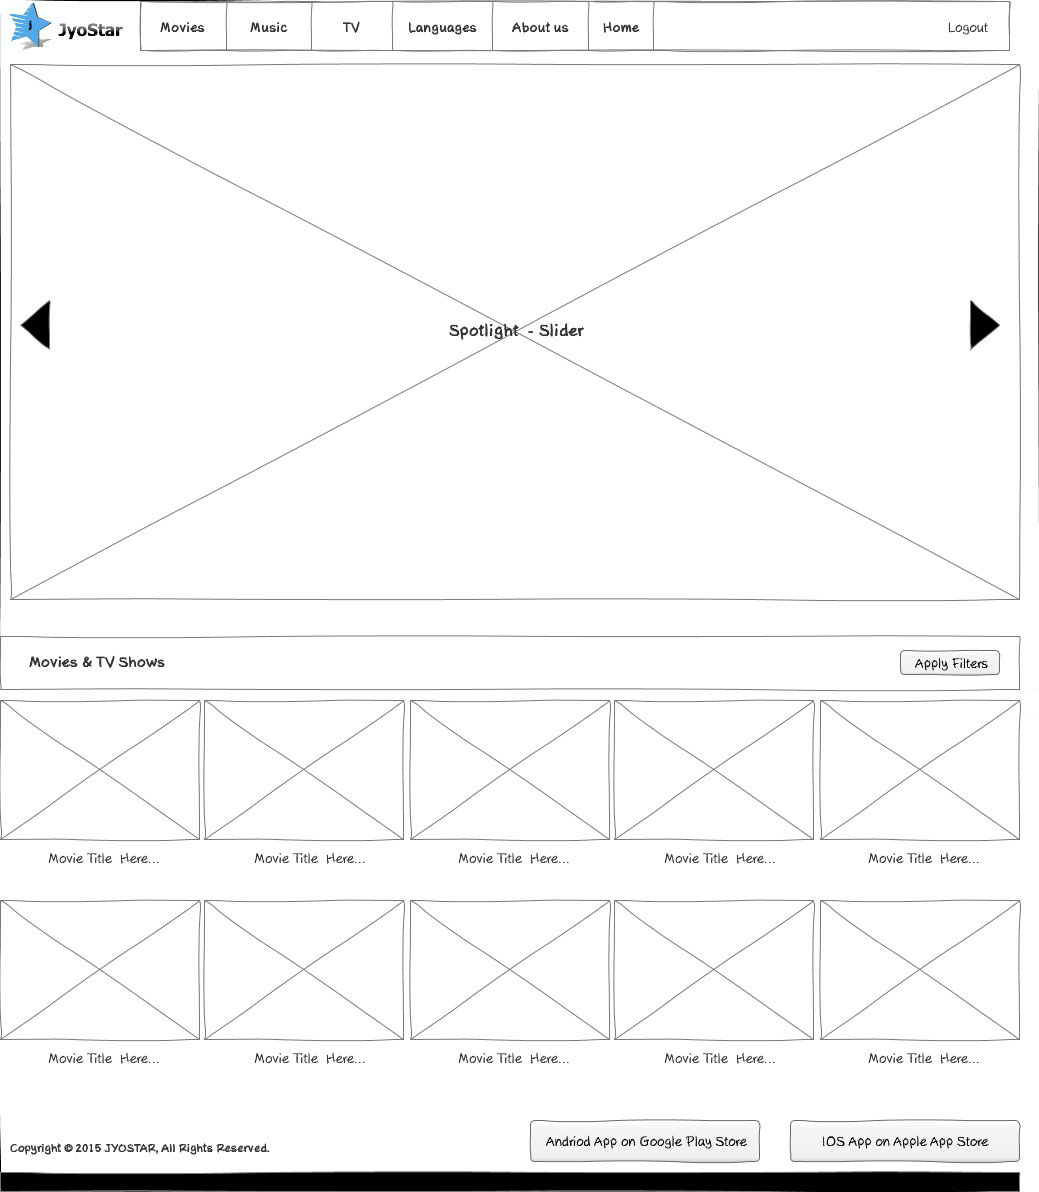 j JyoStar Movies Music TV Languages About us Home Logout
Spotlight - Slider
Movies & TV Shows Apply Filters
Movie Title Here... Movie Title Here... Movie Title Here... Movie Title Here... Movie Title Here...
Movie Title Here... Movie Title Here... Movie Title Here... Movie Title Here... Movie Title Here...
Andriod App on Google Play Store IOS App on Apple App Store
Copyright © 2015 JYOSTAR, All Rights Reserved.